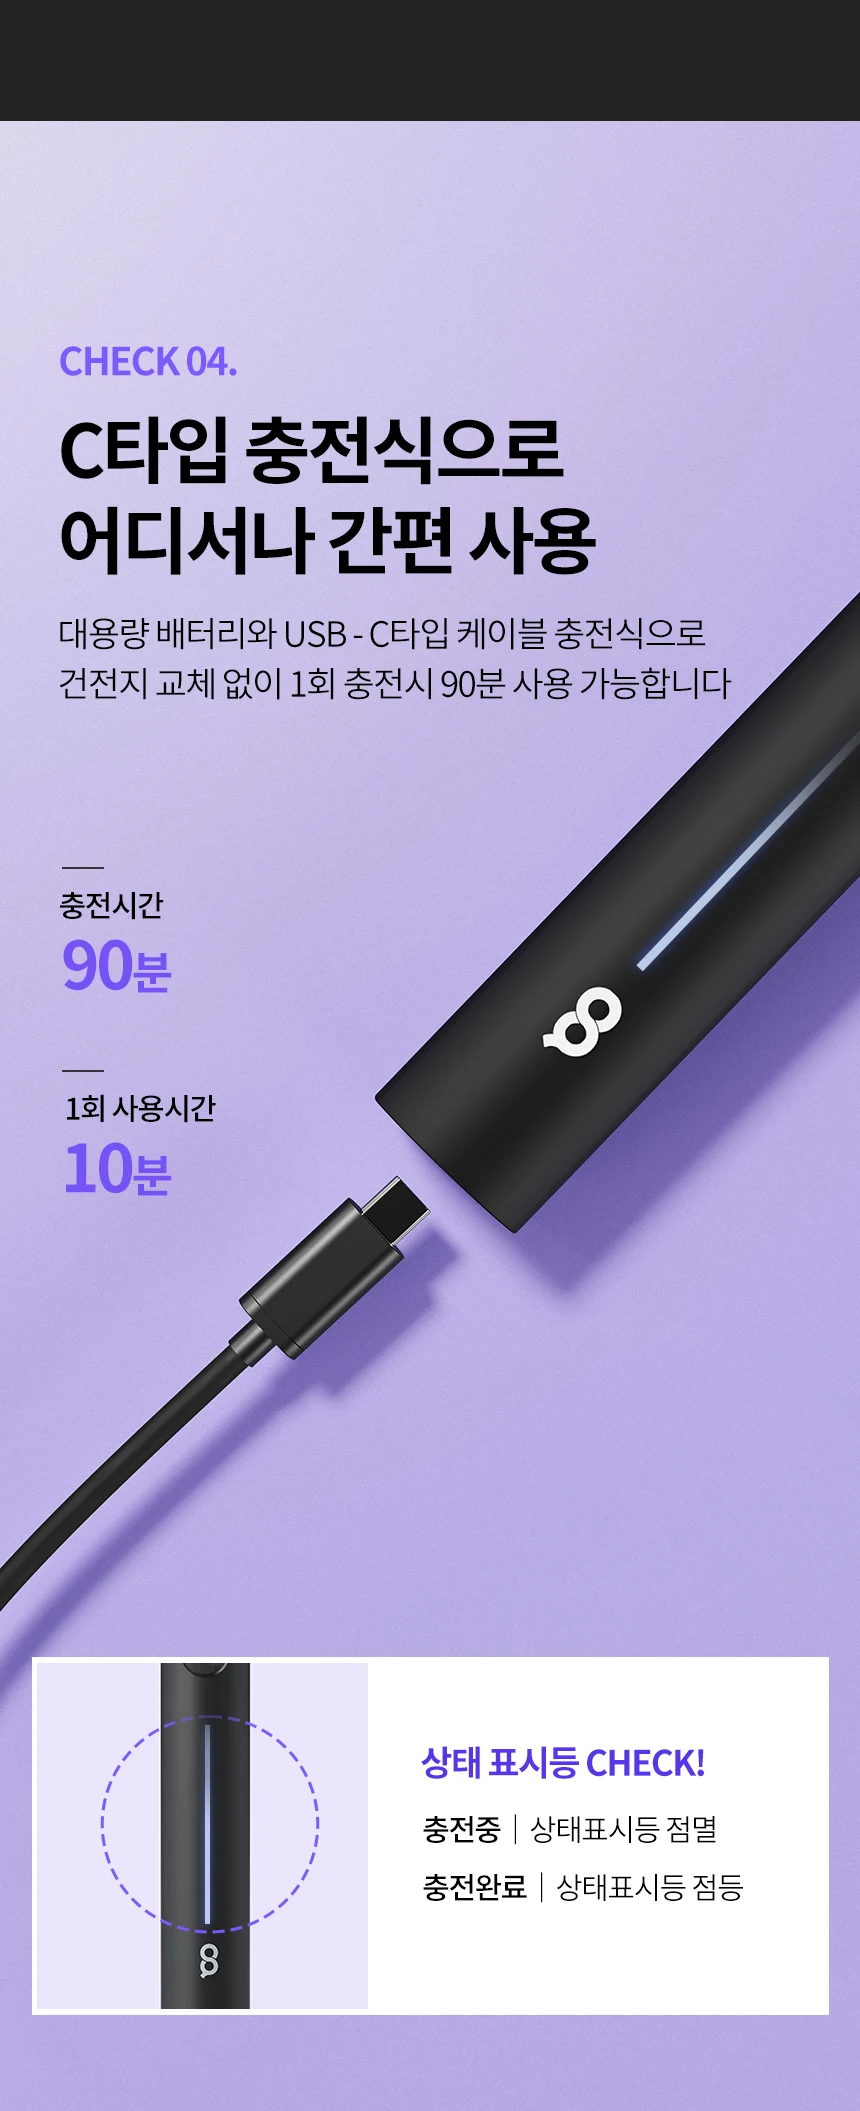 CHECK 04.
C타입 충전식으로
어디서나 간편 사용
대용량 배터리와 USB - C타입 케이블 충전식으로
건전지 교체 없이 1회 충전시 90분 사용 가능합니다
충전시간
90분
1회 사용시간
10분
상태 표시등 CHECK!
충전중 | 상태표시등 점멸
충전완료 | 상태표시등 점등